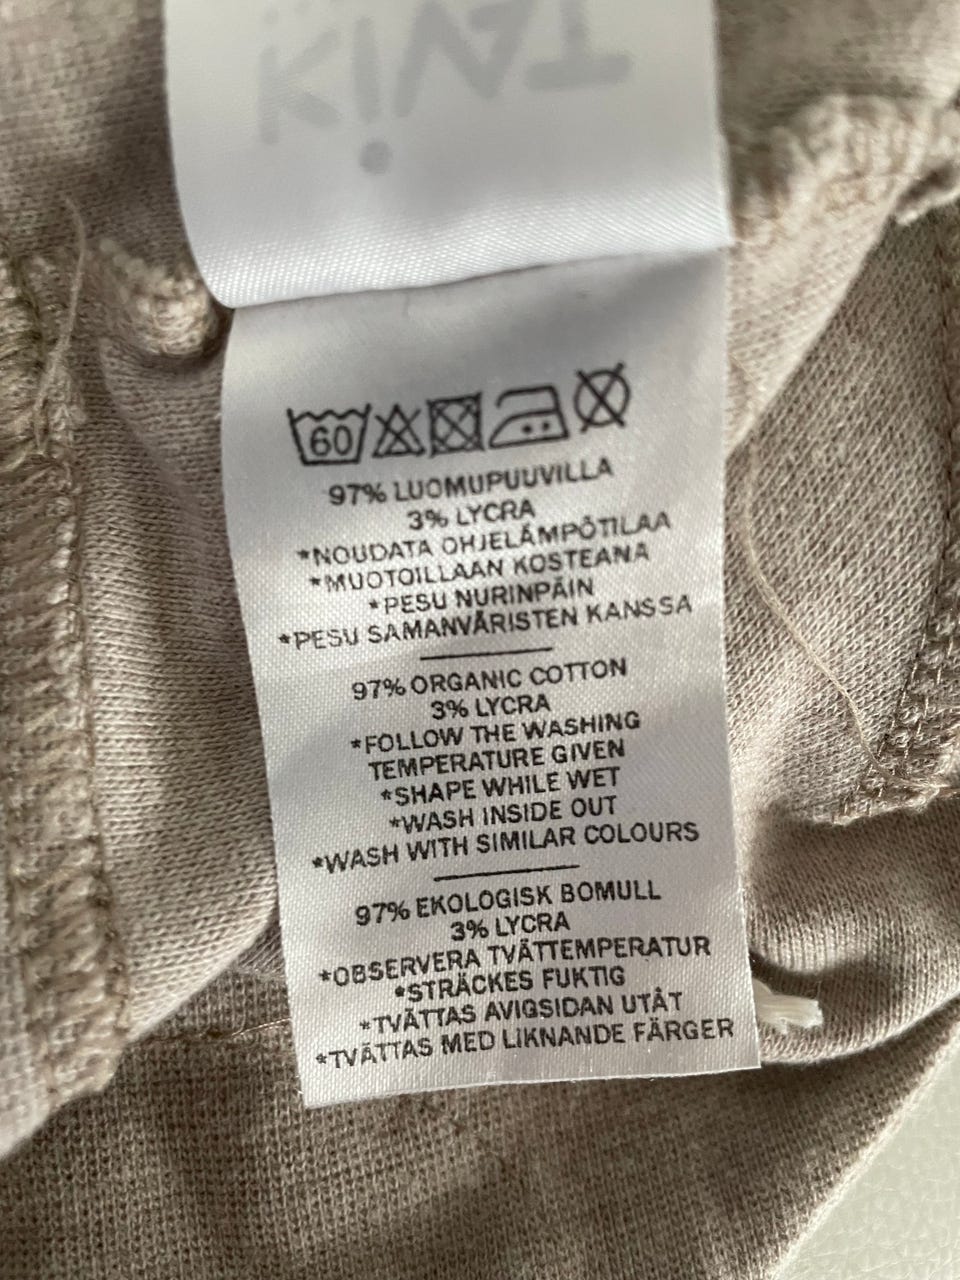 TAVIKI
60
97% LUOMUPUUVILLA
3% LYCRA
*NOUDATA OHJELÄMPÖTILAA
*MUOTOILLAAN KOSTEANA
*PESU NURINPÄIN
*PESU SAMANVÄRISTEN KANSSA
97% ORGANIC COTTON
3% LYCRA
*FOLLOW THE WASHING
TEMPERATURE GIVEN
*SHAPE WHILE WET
*WASH INSIDE OUT
*WASH WITH SIMILAR COLOURS
97% EKOLOGISK BOMULL
3% LYCRA
*OBSERVERA TVÄTTEMPERATUR
*STRÄCKES FUKTIG
*TVÄTTAS AVIGSIDAN UTÅT
*TVÄTTAS MED LIKNANDE FÄRGER